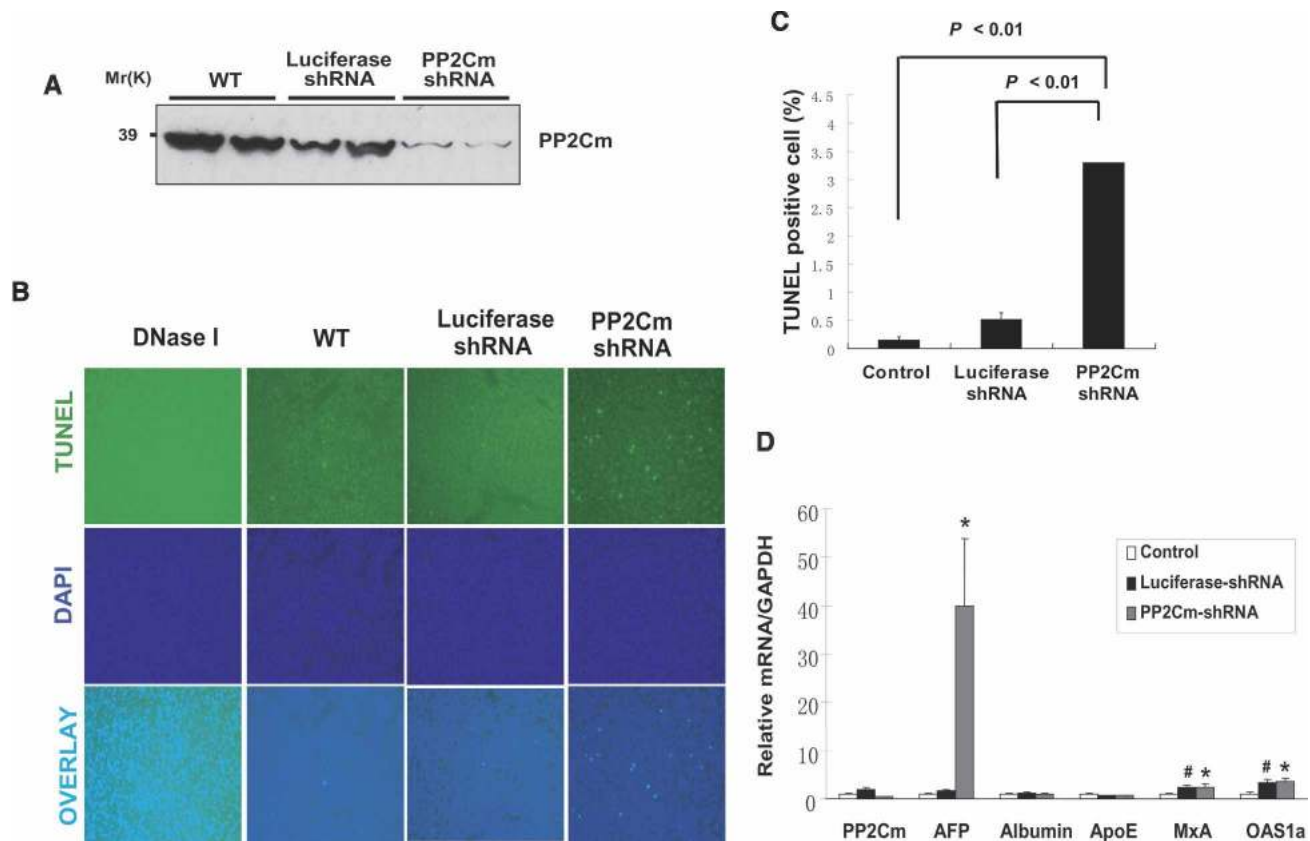 A
Mr(K)
WT
Luciferase
shRNA
PP2Cm
shRNA
39
PP2Cm
B
DNase I
WT
Luciferase
shRNA
PP2Cm
shRNA
TUNEL
DAPI
OVERLAY
C
P < 0.01
P < 0.01
TUNEL positive cell (%)
4.5
4
3.5
3
2.5
2
1.5
1
0.5
0
Control
Luciferase
shRNA
PP2Cm
shRNA
D
Relative mRNA/GAPDH
60
50
40
30
20
10
0
*
# *
# *
Control
Luciferase-shRNA
PP2Cm-shRNA
PP2Cm
AFP
Albumin
ApoE
MxA
OAS1a